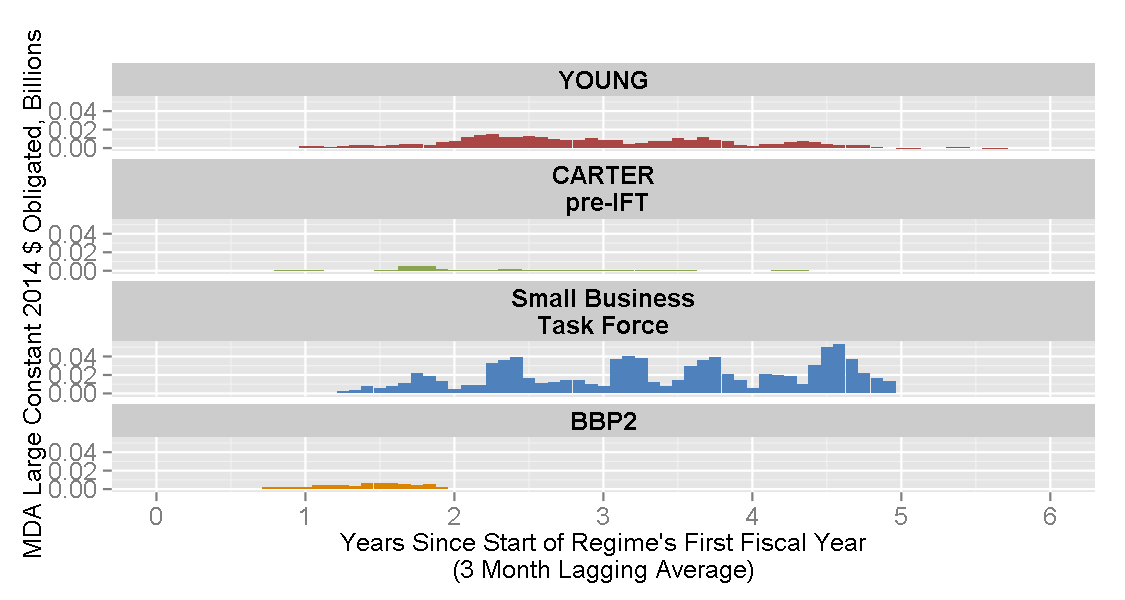 MDA Large Constant 2014 $ Obligated, Billions
YOUNG
0.04
0.02
0.00
CARTER
pre-IFT
0.04
0.02
0.00
Small Business
Task Force
0.04
0.02
0.00
BBP2
0.04
0.02
0.00
0 1 2 3 4 5 6
Years Since Start of Regime's First Fiscal Year
(3 Month Lagging Average)